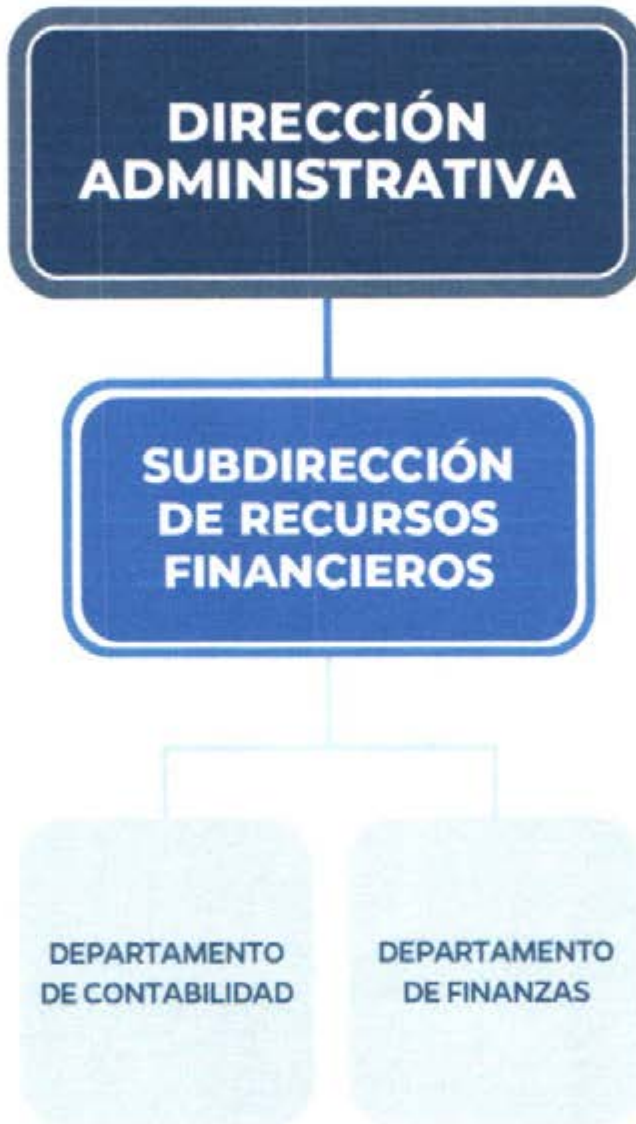 DIRECCIÓN
ADMINISTRATIVA
SUBDIRECCIÓN
DE RECURSOS
FINANCIEROS
DEPARTAMENTO
DE CONTABILIDAD
DEPARTAMENTO
DE FINANZAS